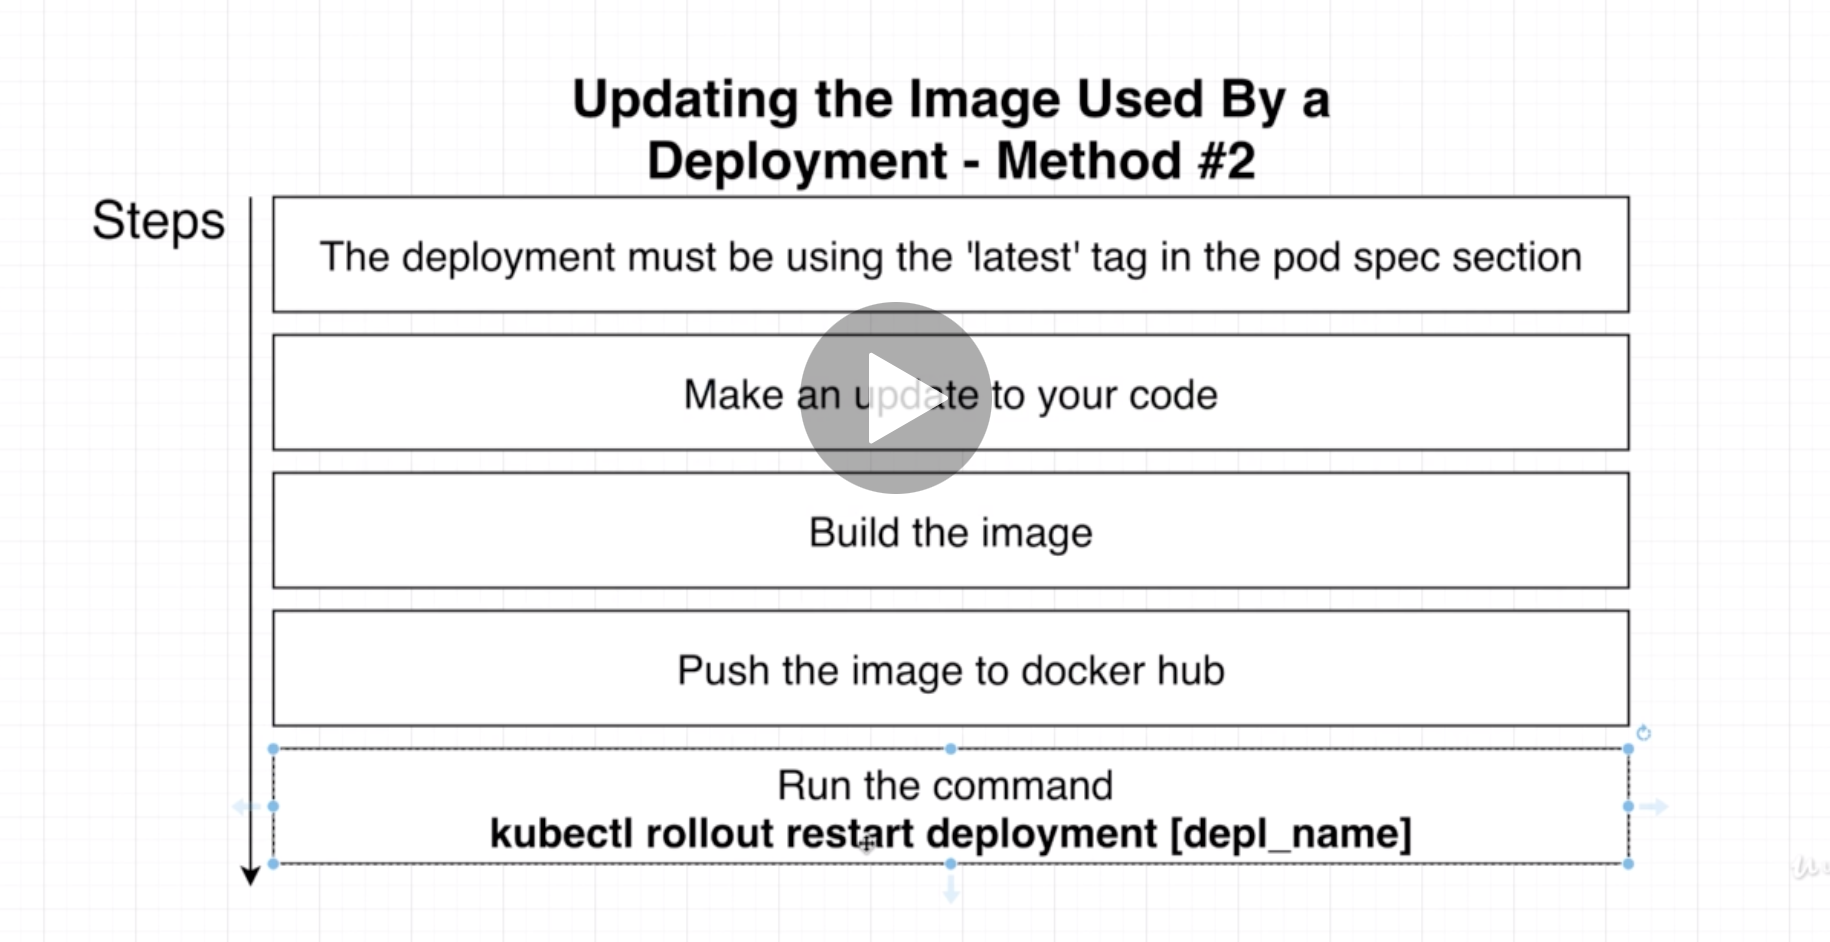 Updating the Image Used By a
Deployment - Method #2
Steps
The deployment must be using the 'latest' tag in the pod spec section
Make an update to your code
Build the image
Push the image to docker hub
Run the command
kubectl rollout restart deployment [depl_name]